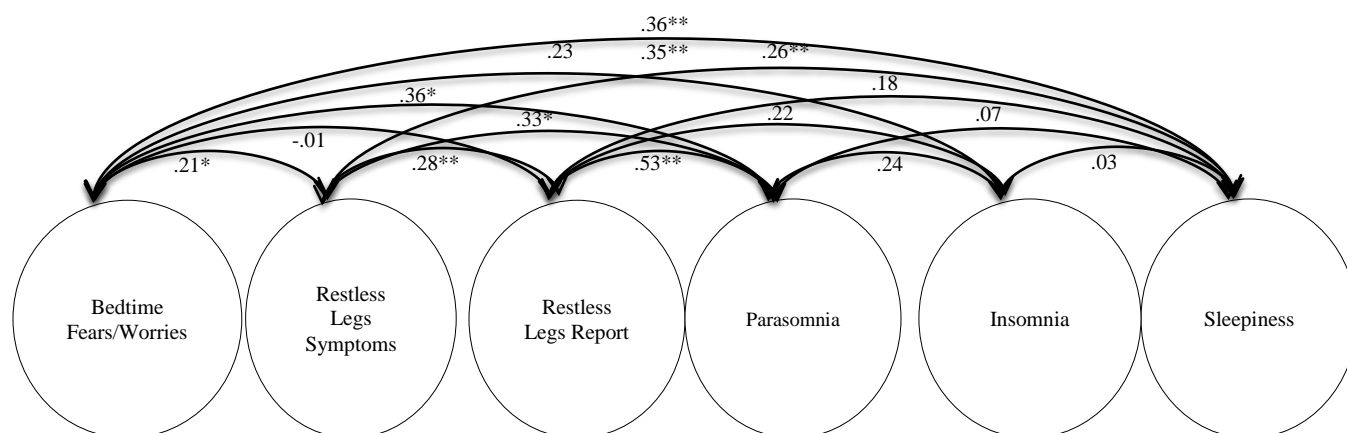 .36**
.23
.35**
.26**
.18
.36*
.33*
.22
.07
-.01
.21*
.28**
.53**
.24
.03
Bedtime
Fears/Worries
Restless
Legs
Symptoms
Restless
Legs Report
Parasomnia
Insomnia
Sleepiness